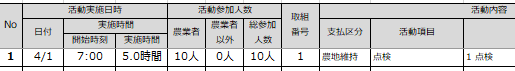 活動実施日時 活動参加人数 取組番号 活動内容
No 日付 実施時間 農業者 農業者以外 総参加人数 支払区分 活動項目
開始時刻 実施時間
1 4/1 7:00 5.0時間 10人 0人 10人 1 農地維持 点検 1 点検